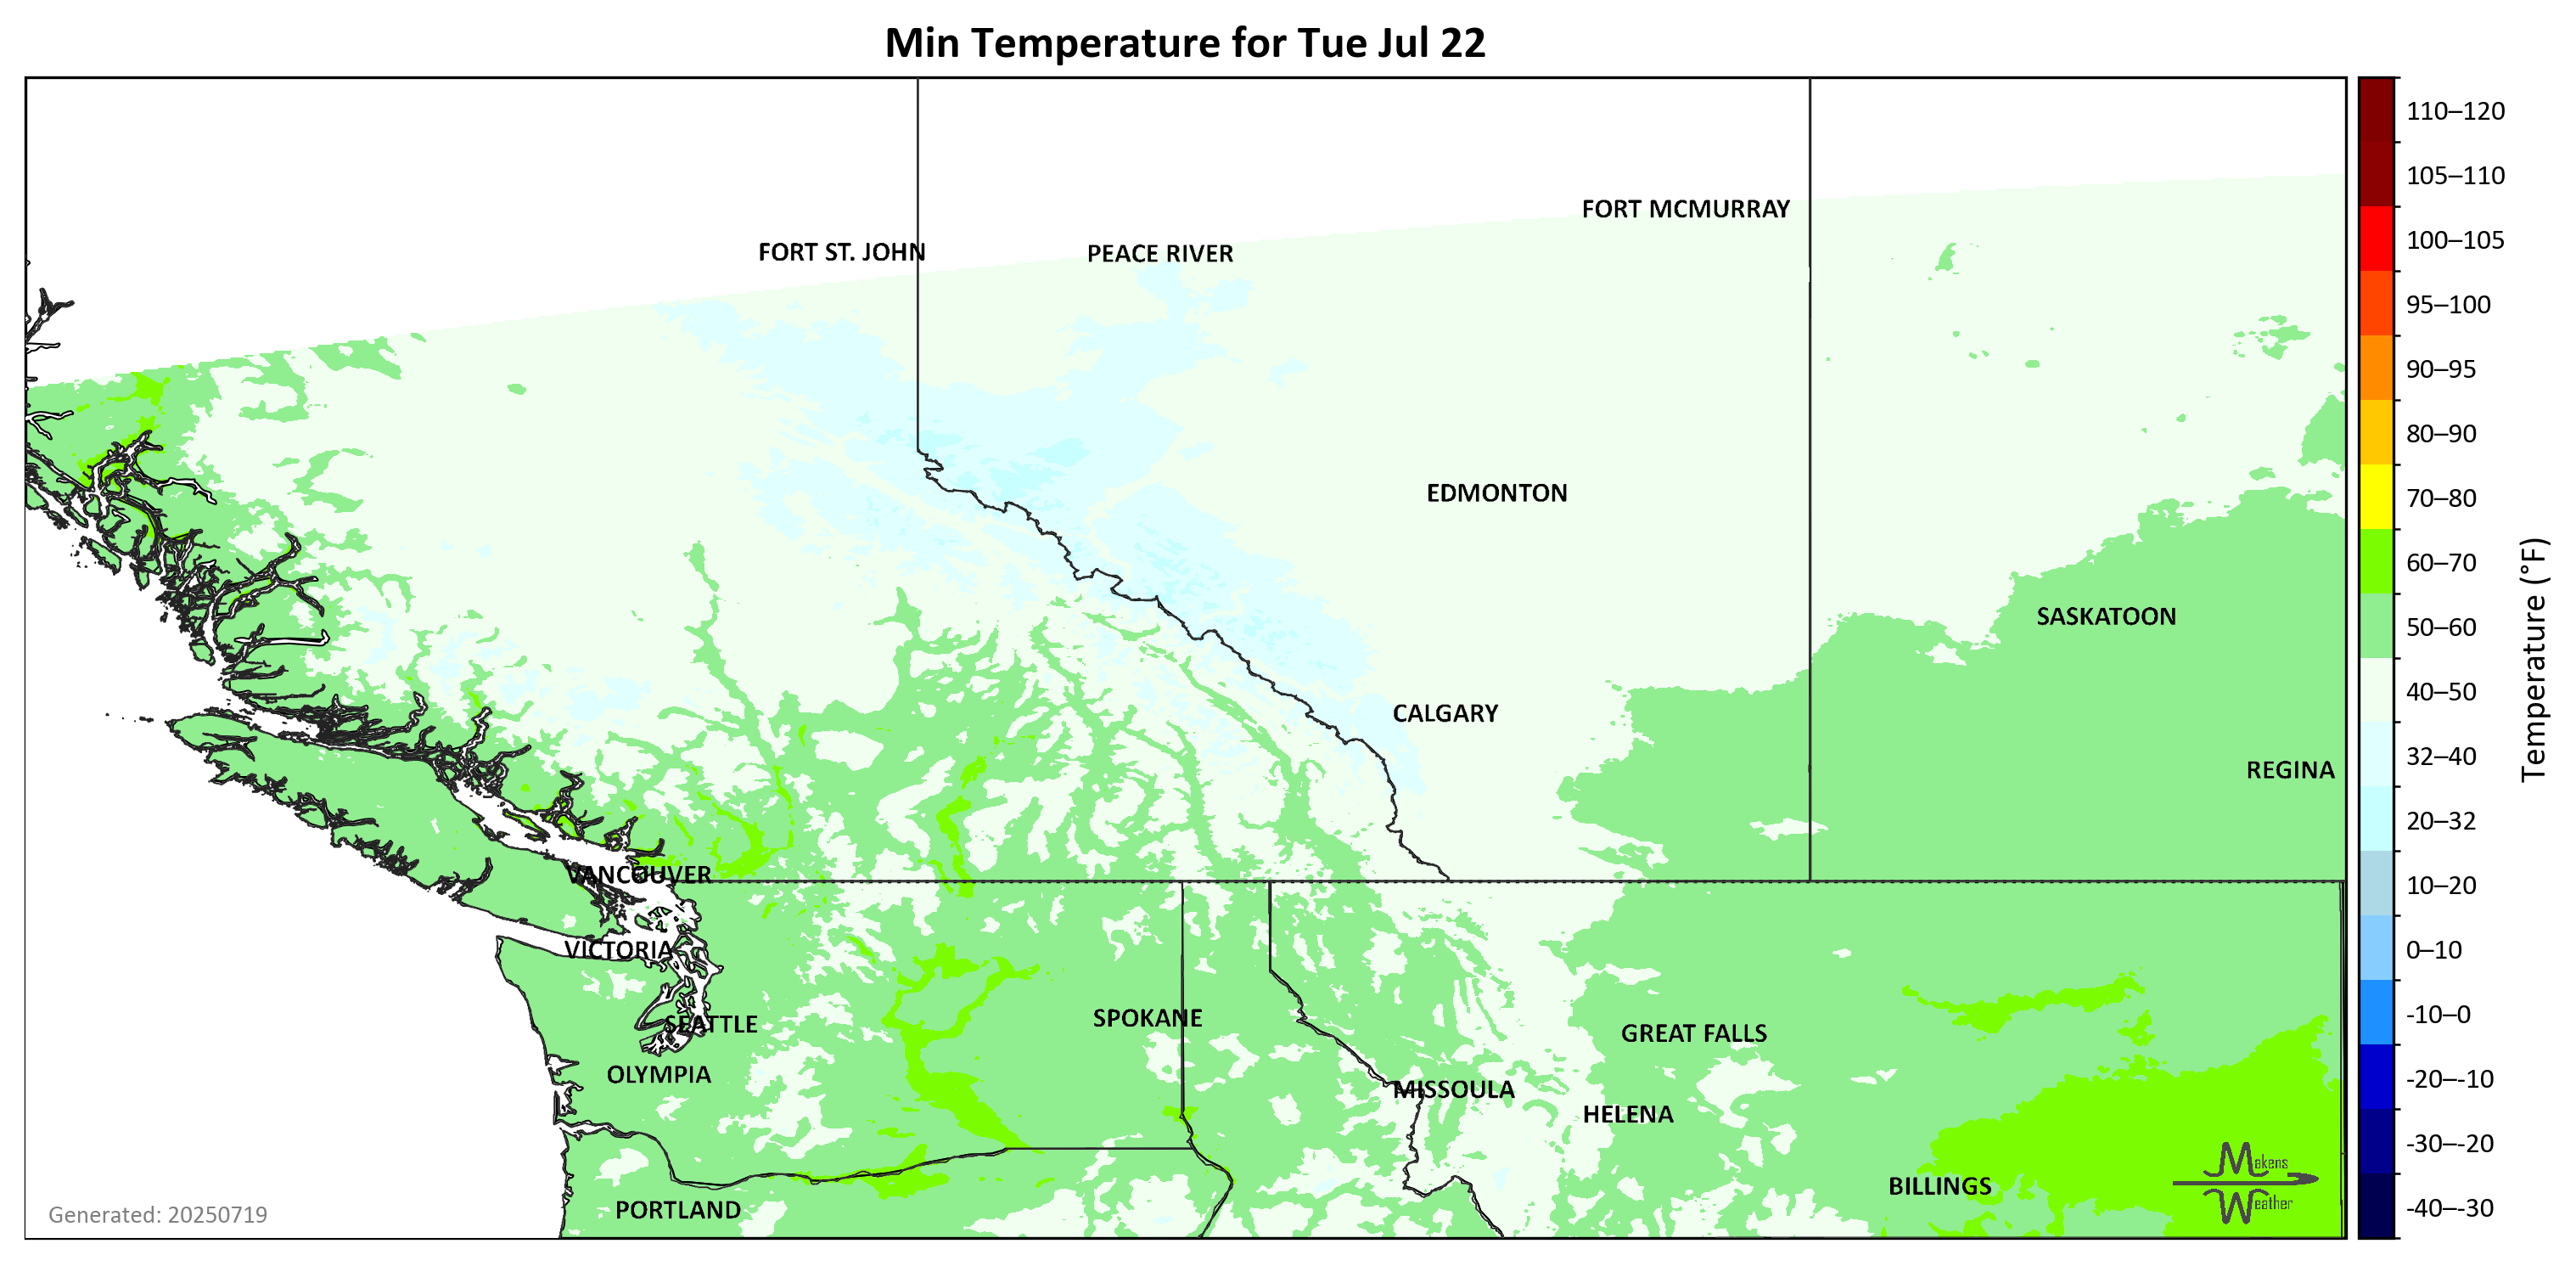 Min Temperature for Tue Jul 22
110–120
105–110
100–105
95–100
90–95
80–90
70–80
60–70
50–60
40–50
32–40
20–32
10–20
0–10
-10–0
-20–-10
-30–-20
-40–-30
Temperature (°F)
FORT MCMURRAY
FORT ST. JOHN
PEACE RIVER
EDMONTON
SASKATOON
CALGARY
REGINA
VANCOUVER
VICTORIA
SEATTLE
SPOKANE
GREAT FALLS
OLYMPIA
MISSOULA
HELENA
BILLINGS
PORTLAND
Makens
Weather
Generated: 20250719